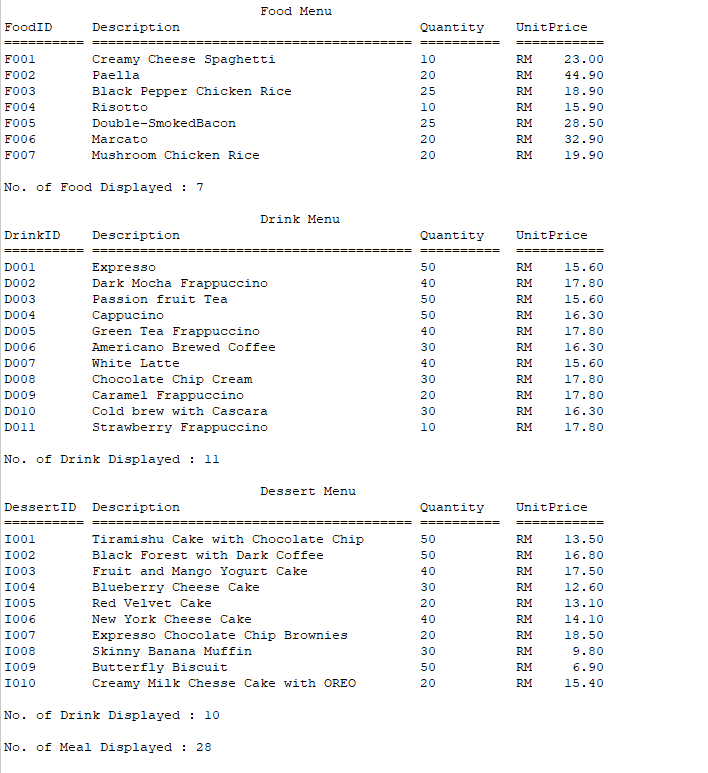 Food Menu
FoodID Description Quantity UnitPrice
========== ======================================== ========== ===========
F001 Creamy Cheese Spaghetti 10 RM 23.00
F002 Paella 20 RM 44.90
F003 Black Pepper Chicken Rice 25 RM 18.90
F004 Risotto 10 RM 15.90
F005 Double-SmokedBacon 25 RM 28.50
F006 Marcato 20 RM 32.90
F007 Mushroom Chicken Rice 20 RM 19.90
No. of Food Displayed : 7
Drink Menu
DrinkID Description Quantity UnitPrice
========== ======================================== ========== ===========
D001 Expresso 50 RM 15.60
D002 Dark Mocha Frappuccino 40 RM 17.80
D003 Passion fruit Tea 50 RM 15.60
D004 Cappucino 50 RM 16.30
D005 Green Tea Frappuccino 40 RM 17.80
D006 Americano Brewed Coffee 30 RM 16.30
D007 White Latte 40 RM 15.60
D008 Chocolate Chip Cream 30 RM 17.80
D009 Caramel Frappuccino 20 RM 17.80
D010 Cold brew with Cascara 30 RM 16.30
D011 Strawberry Frappuccino 10 RM 17.80
No. of Drink Displayed : 11
Dessert Menu
DessertID Description Quantity UnitPrice
========== ======================================== ========== ===========
I001 Tiramishu Cake with Chocolate Chip 50 RM 13.50
I002 Black Forest with Dark Coffee 50 RM 16.80
I003 Fruit and Mango Yogurt Cake 40 RM 17.50
I004 Blueberry Cheese Cake 30 RM 12.60
I005 Red Velvet Cake 20 RM 13.10
I006 New York Cheese Cake 40 RM 14.10
I007 Expresso Chocolate Chip Brownies 20 RM 18.50
I008 Skinny Banana Muffin 30 RM 9.80
I009 Butterfly Biscuit 50 RM 6.90
I010 Creamy Milk Chesse Cake with OREO 20 RM 15.40
No. of Drink Displayed : 10
No. of Meal Displayed : 28